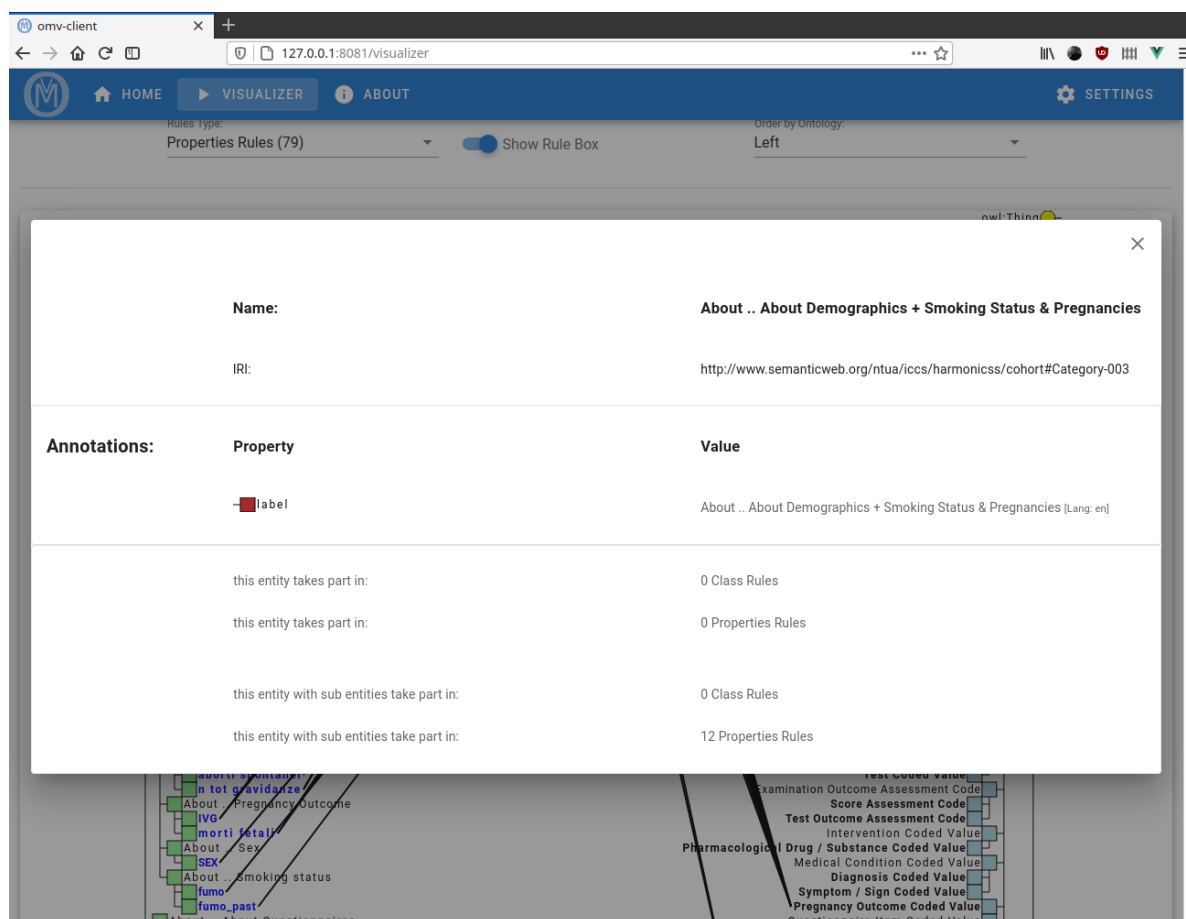 omv-client
127.0.0.1:8081/visualizer
HOME VISUALIZER ABOUT SETTINGS
Rules Type: Order by Ontology:
Properties Rules (79) Show Rule Box Left
owl:Thing
Name: About .. About Demographics + Smoking Status & Pregnancies
IRI: http://www.semanticweb.org/ntua/iccs/harmonicss/cohort#Category-003
Annotations: Property Value
label About .. About Demographics + Smoking Status & Pregnancies [Lang: en]
this entity takes part in: 0 Class Rules
this entity takes part in: 0 Properties Rules
this entity with sub entities take part in: 0 Class Rules
this entity with sub entities take part in: 12 Properties Rules
aborti spontanei Test Coded Value
n tot gravidanze Examination Outcome Assessment Code
About .. Pregnancy Outcome Score Assessment Code
IVG Test Outcome Assessment Code
morti fetali Intervention Coded Value
About .. Sex Pharmacological Drug / Substance Coded Value
SEX Medical Condition Coded Value
About .. Smoking status Diagnosis Coded Value
fumo Symptom / Sign Coded Value
fumo_past Pregnancy Outcome Coded Value
About .. About Questionnaires Questionnaire Item Coded Value